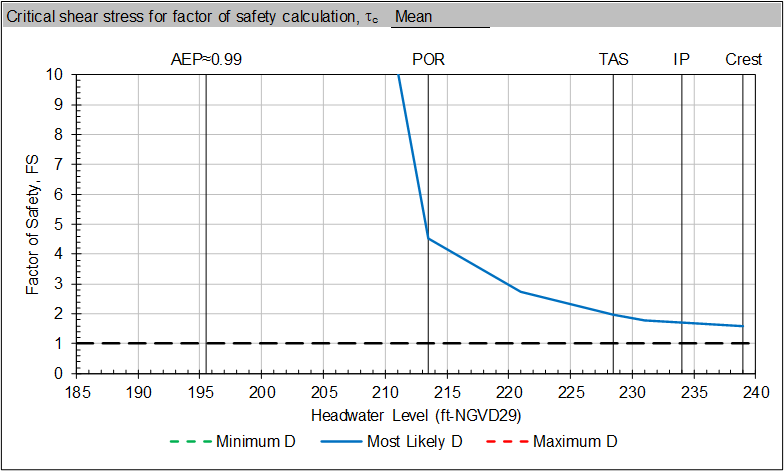 Critical shear stress for factor of safety calculation, τc Mean
AEP≈0.99 POR TAS IP Crest
10
9
8
7
6
5
4
3
2
1
0
Factor of Safety, FS
185 190 195 200 205 210 215 220 225 230 235 240
Headwater Level (ft-NGVD29)
Minimum D Most Likely D Maximum D